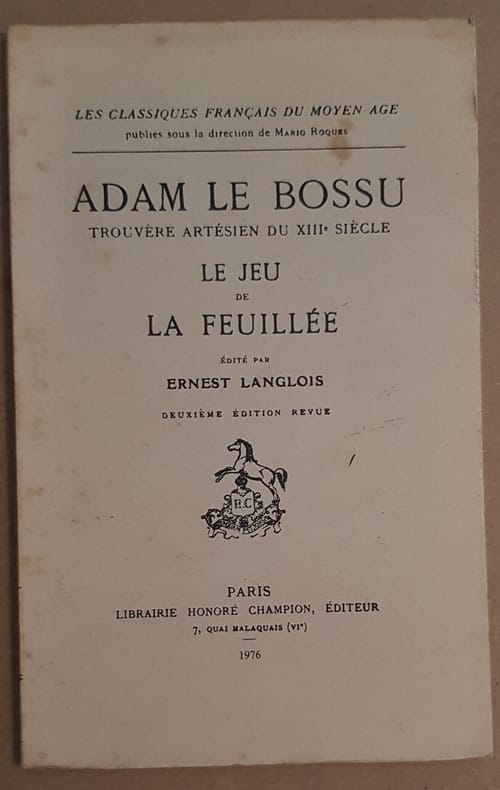 LES CLASSIQUES FRANÇAIS DU MOYEN AGE
publiés sous la direction de MARIO ROQUES
ADAM LE BOSSU
TROUVÈRE ARTÉSIEN DU XIIIᵉ SIÈCLE
LE JEU
DE
LA FEUILLÉE
ÉDITÉ PAR
ERNEST LANGLOIS
DEUXIÈME ÉDITION REVUE
H.C
PARIS
LIBRAIRIE HONORÉ CHAMPION, ÉDITEUR
7, QUAI MALAQUAIS (VIᵉ)
1976